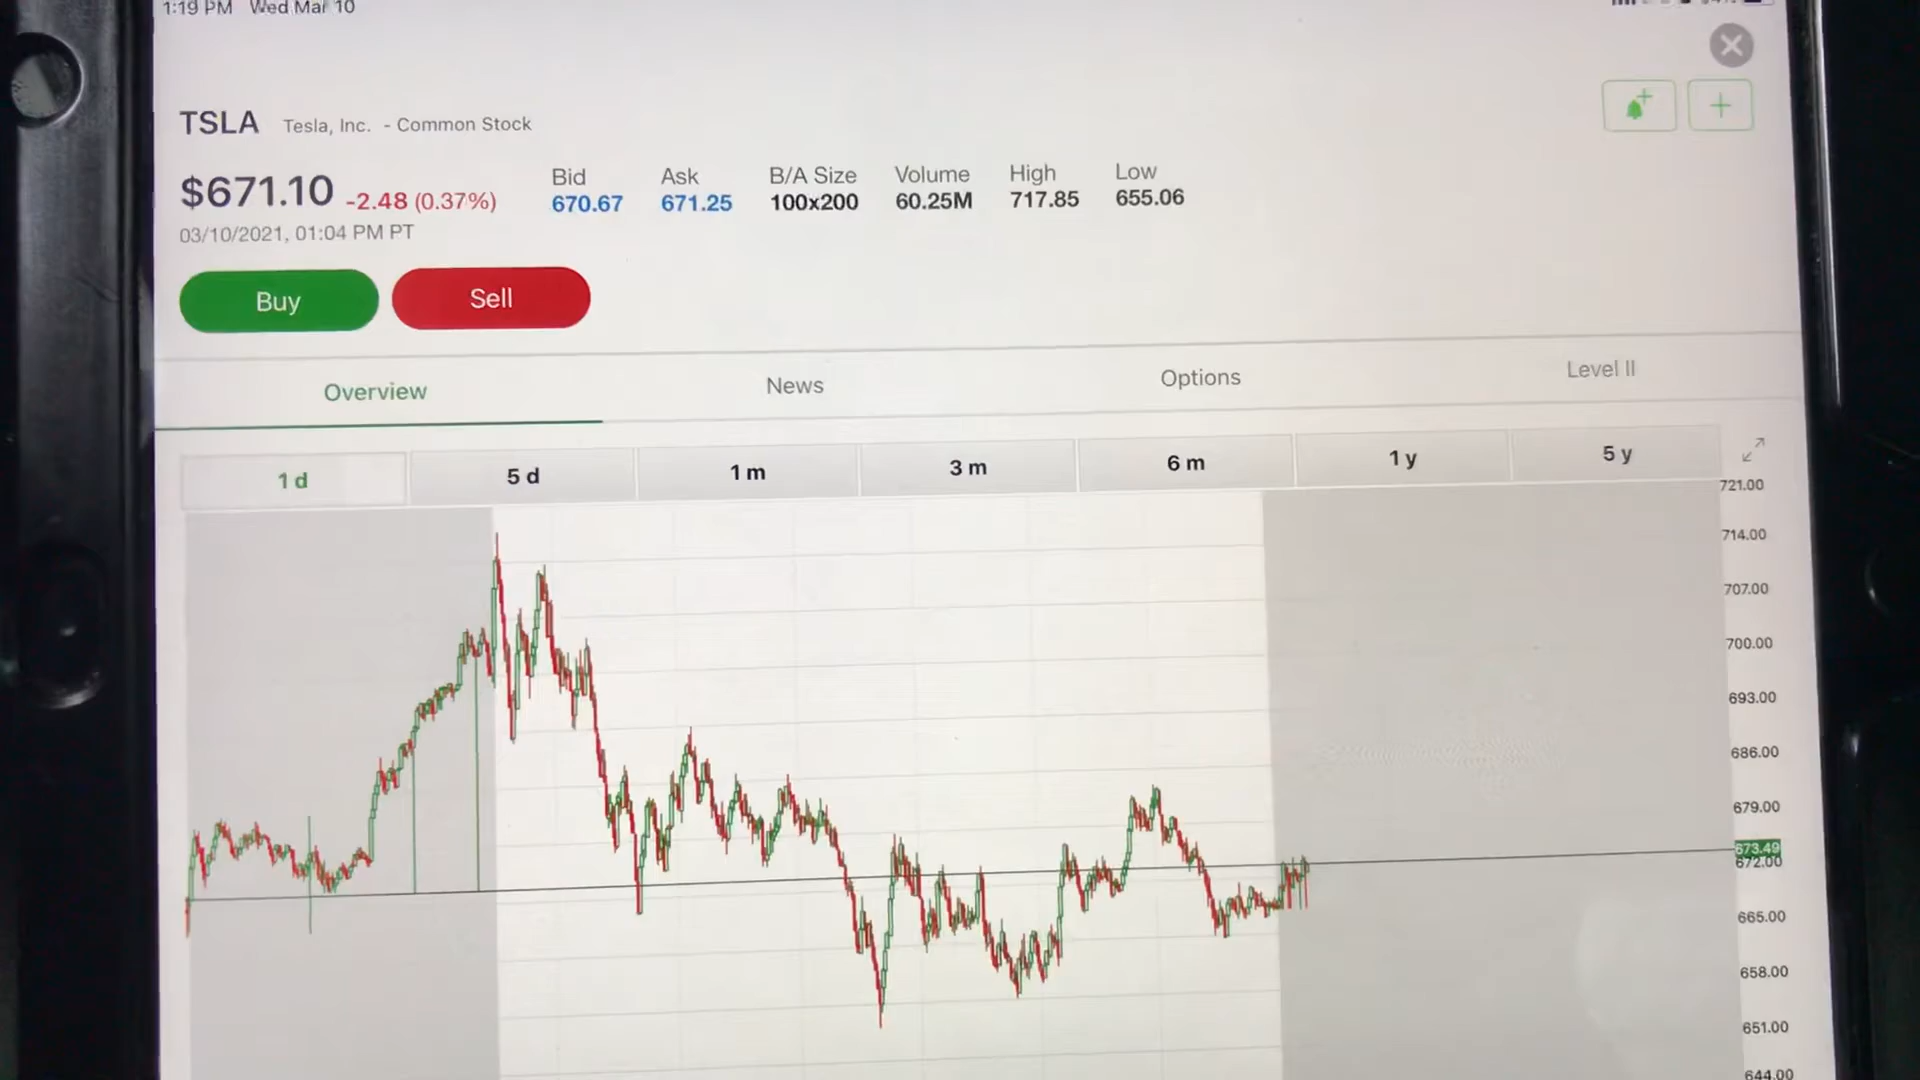 1:19 PM Wed Mar 10
TSLA Tesla, Inc. - Common Stock
$671.10 -2.48 (0.37%)
03/10/2021, 01:04 PM PT
Bid Ask B/A Size Volume High Low
670.67 671.25 100x200 60.25M 717.85 655.06
Buy Sell
Overview News Options Level II
1 d 5 d 1 m 3 m 6 m 1 y 5 y
721.00
714.00
707.00
700.00
693.00
686.00
679.00
673.49
672.00
665.00
658.00
651.00
644.00